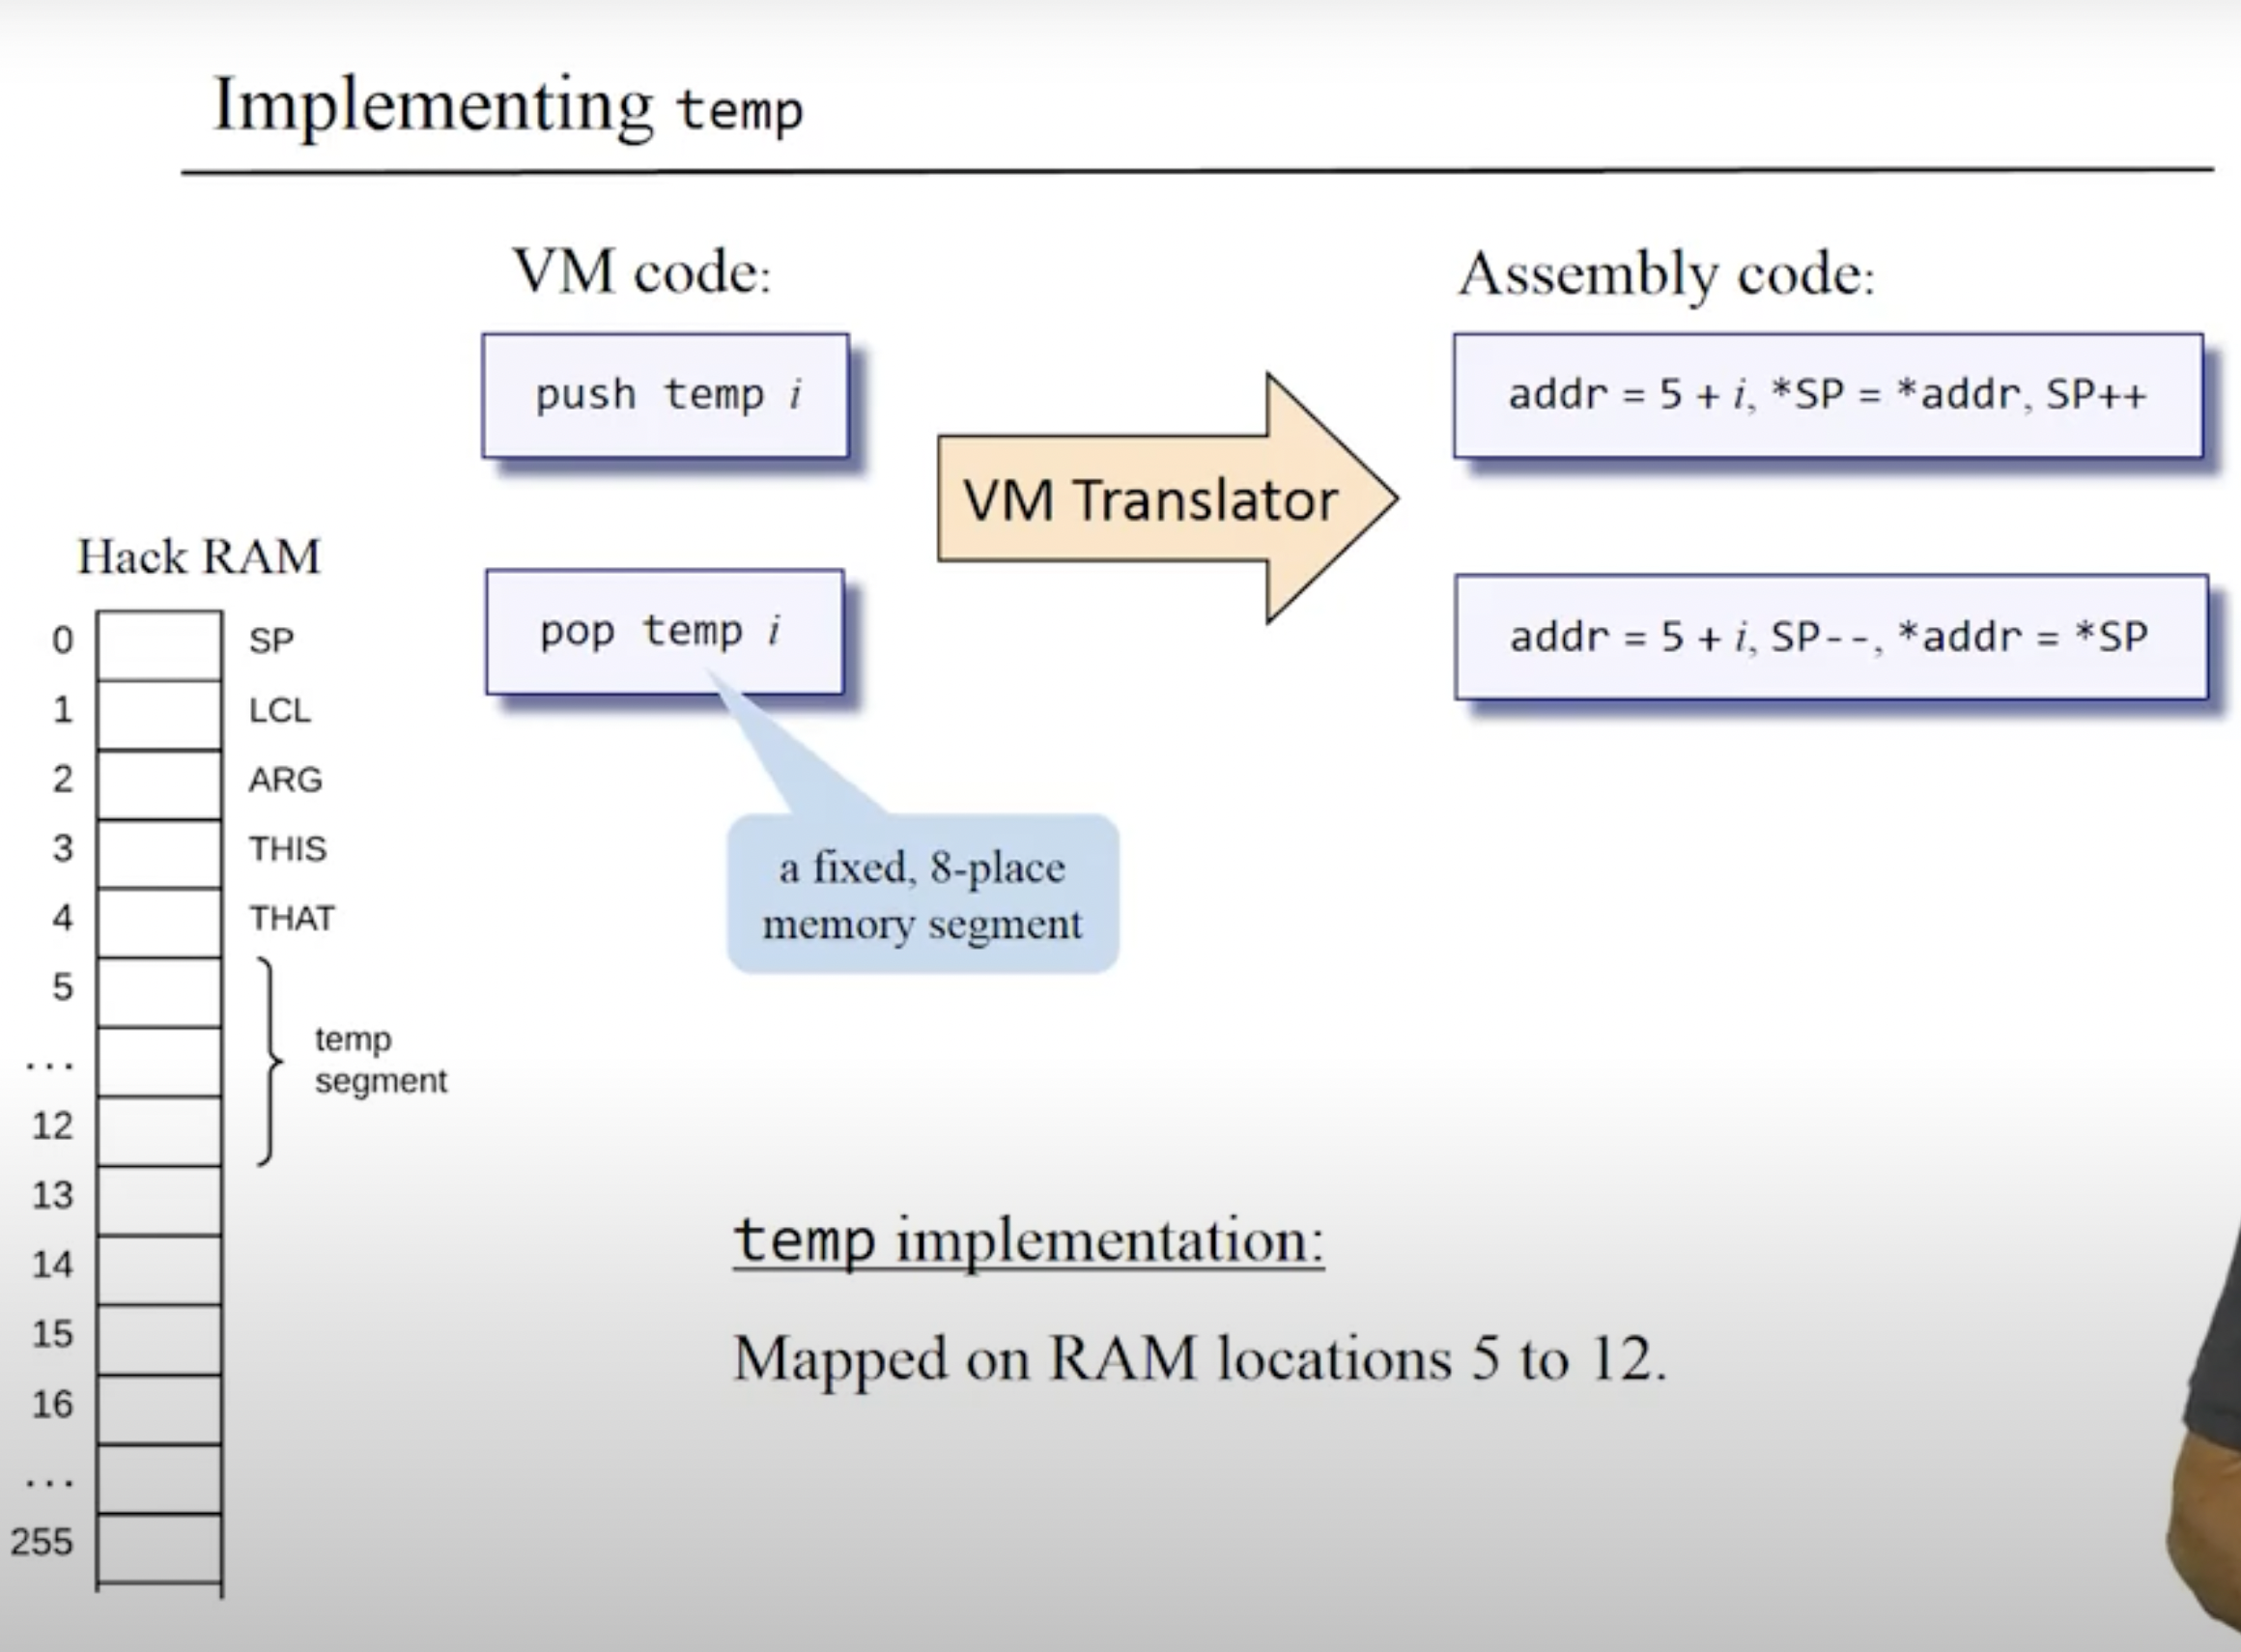 Implementing temp
VM code:
Assembly code:
push temp i
VM Translator
addr = 5 + i, *SP = *addr, SP++
pop temp i
addr = 5 + i, SP--, *addr = *SP
a fixed, 8-place
memory segment
Hack RAM
0 SP
1 LCL
2 ARG
3 THIS
4 THAT
5
...
12
temp
segment
13
14
15
16
...
255
temp implementation:
Mapped on RAM locations 5 to 12.